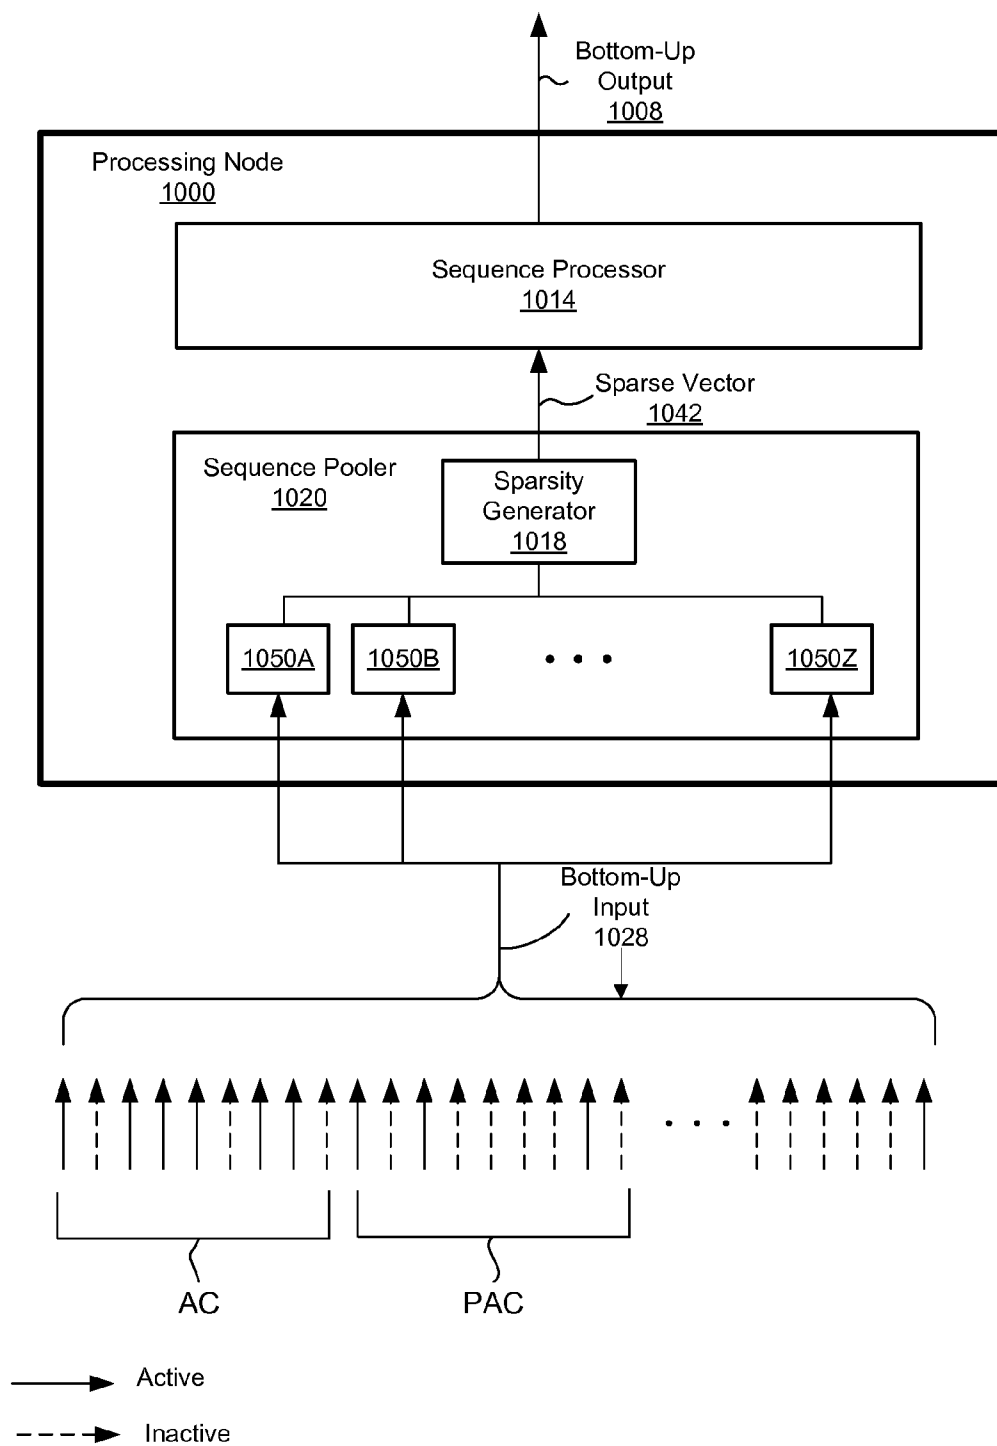 Bottom-Up
Output
1008
Processing Node
1000
Sequence Processor
1014
Sparse Vector
1042
Sequence Pooler
1020
Sparsity
Generator
1018
1050A
1050B
1050Z
Bottom-Up
Input
1028
AC
PAC
Active
Inactive